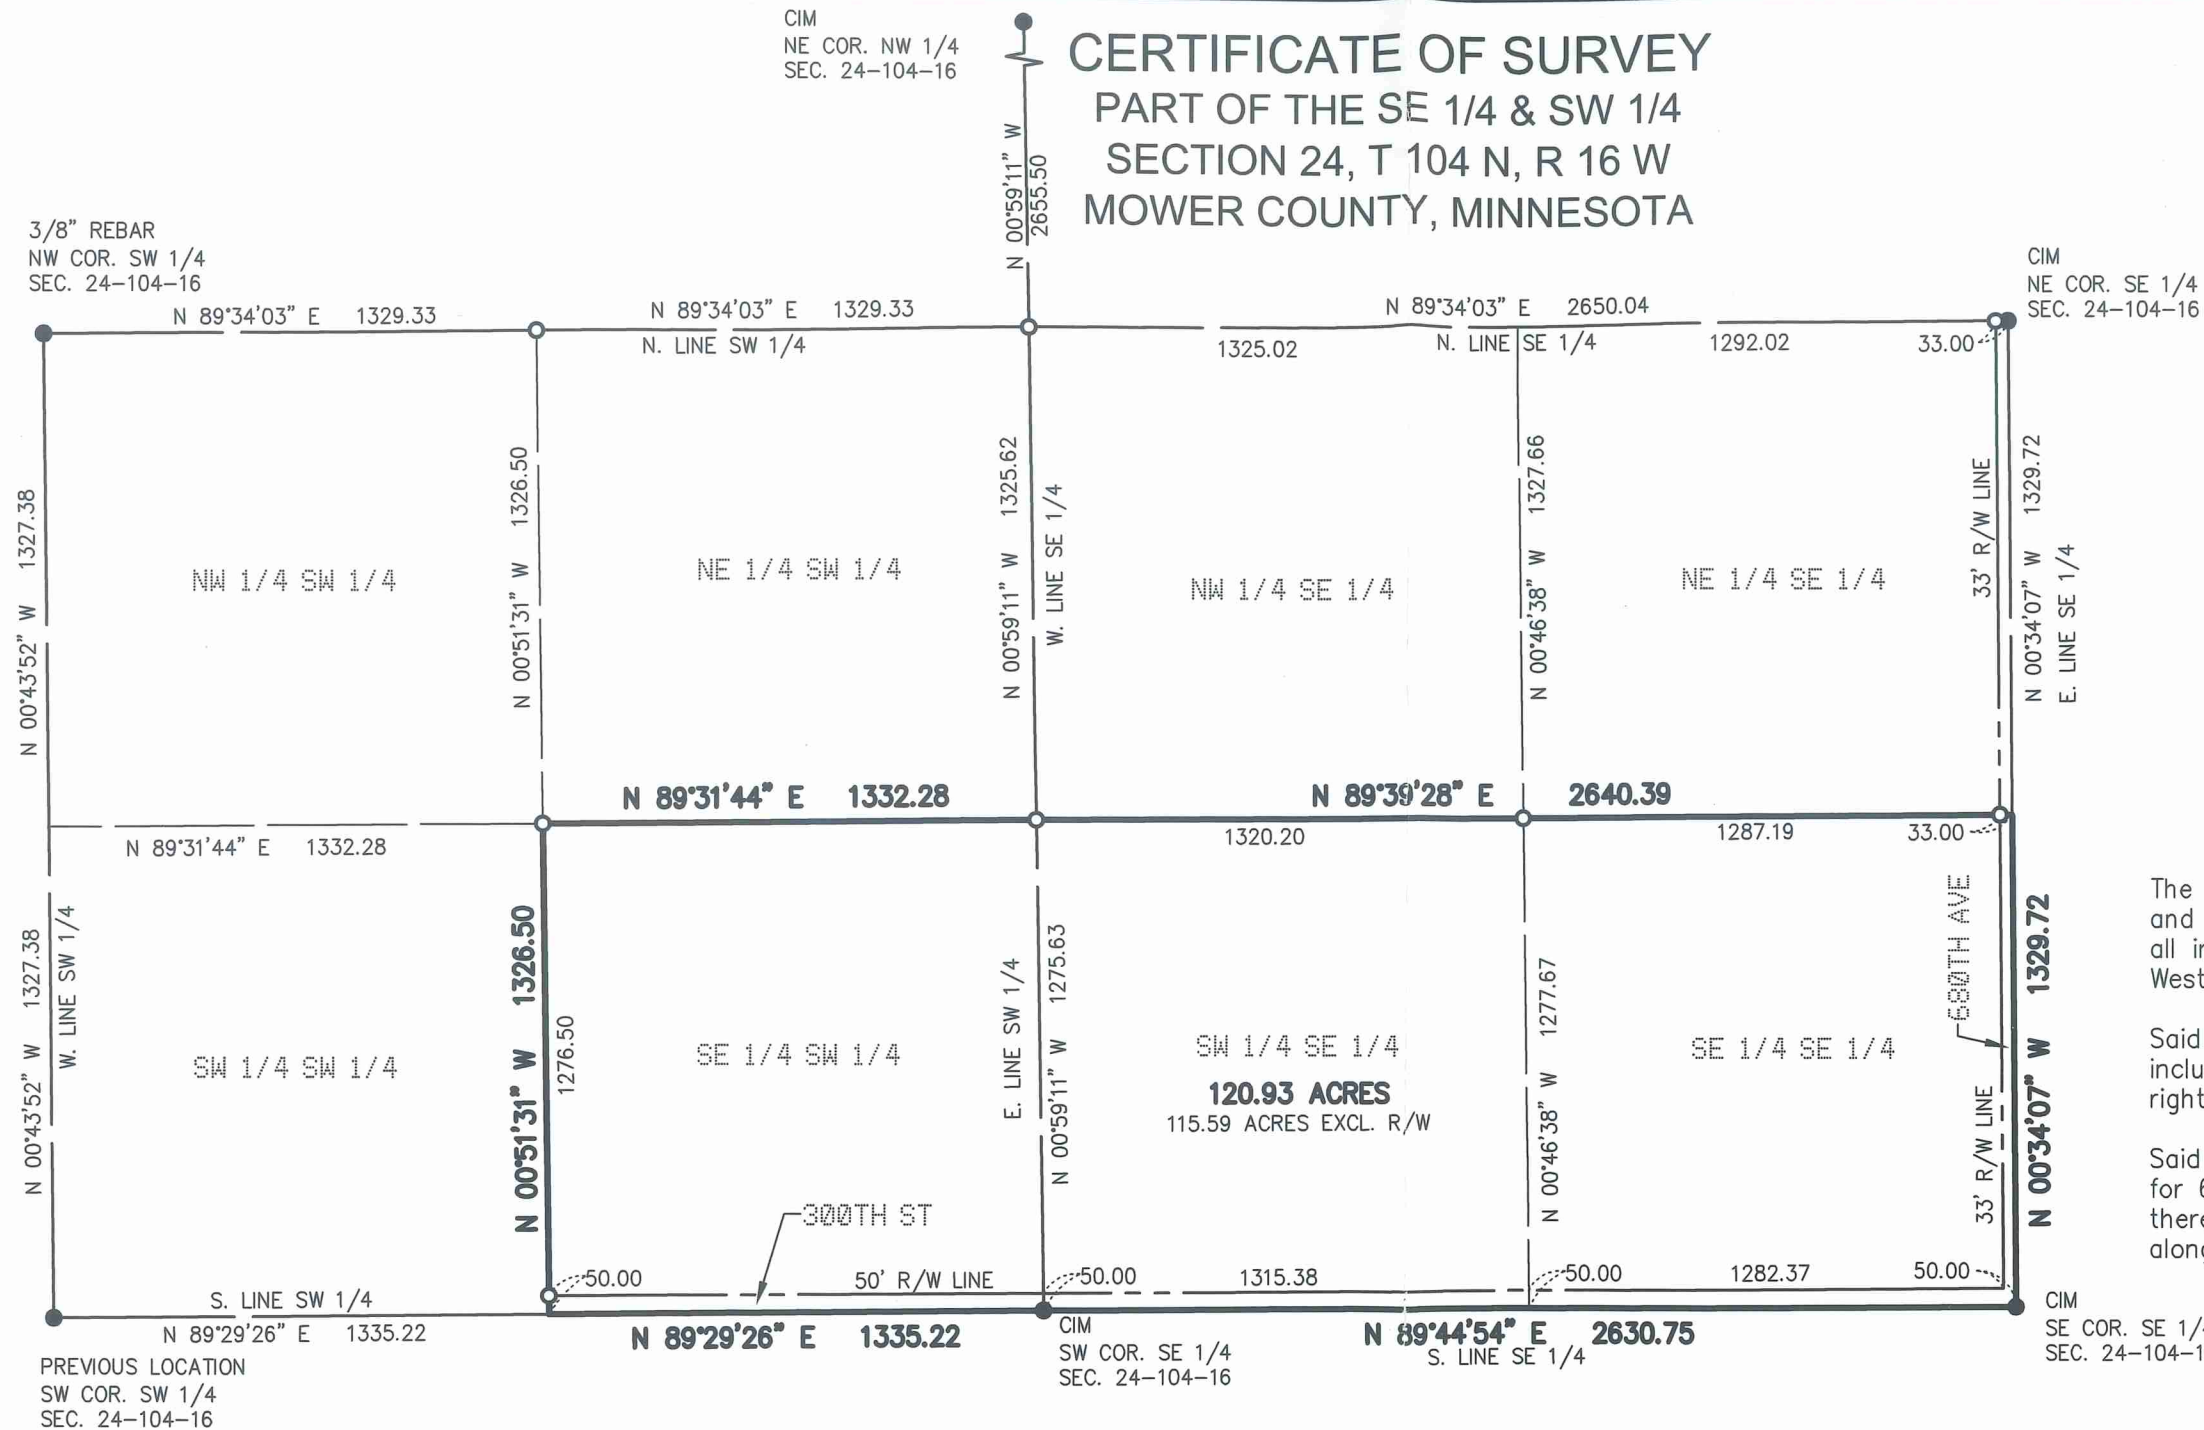 CIM
NE COR. NW 1/4
SEC. 24-104-16
CERTIFICATE OF SURVEY
PART OF THE SE 1/4 & SW 1/4
SECTION 24, T 104 N, R 16 W
MOWER COUNTY, MINNESOTA
N 00°59'11" W
2655.50
3/8" REBAR
NW COR. SW 1/4
SEC. 24-104-16
CIM
NE COR. SE 1/4
SEC. 24-104-16
N 89°34'03" E 1329.33
N 89°34'03" E 1329.33
N. LINE SW 1/4
N 89°34'03" E 2650.04
1325.02
N. LINE SE 1/4
1292.02
33.00
N 00°43'52" W 1327.38
NW 1/4 SW 1/4
N 00°51'31" W 1326.50
NE 1/4 SW 1/4
N 00°59'11" W 1325.62
W. LINE SE 1/4
NW 1/4 SE 1/4
N 00°46'38" W 1327.66
NE 1/4 SE 1/4
33' R/W LINE
N 00°34'07" W 1329.72
E. LINE SE 1/4
N 89°31'44" E 1332.28
N 89°39'28" E 2640.39
N 89°31'44" E 1332.28
1320.20
1287.19
33.00
N 00°43'52" W 1327.38
W. LINE SW 1/4
SW 1/4 SW 1/4
N 00°51'31" W 1326.50
1276.50
SE 1/4 SW 1/4
E. LINE SW 1/4
N 00°59'11" W 1275.63
SW 1/4 SE 1/4
120.93 ACRES
115.59 ACRES EXCL. R/W
N 00°46'38" W 1277.67
SE 1/4 SE 1/4
680TH AVE
33' R/W LINE
N 00°34'07" W 1329.72
The
and
all in
West
Said
inclu
right
Said
for 6
there
along
300TH ST
50.00
50' R/W LINE
50.00
1315.38
50.00
1282.37
50.00
S. LINE SW 1/4
N 89°29'26" E 1335.22
N 89°29'26" E 1335.22
N 89°44'54" E 2630.75
S. LINE SE 1/4
PREVIOUS LOCATION
SW COR. SW 1/4
SEC. 24-104-16
CIM
SW COR. SE 1/4
SEC. 24-104-16
CIM
SE COR. SE 1/
SEC. 24-104-1